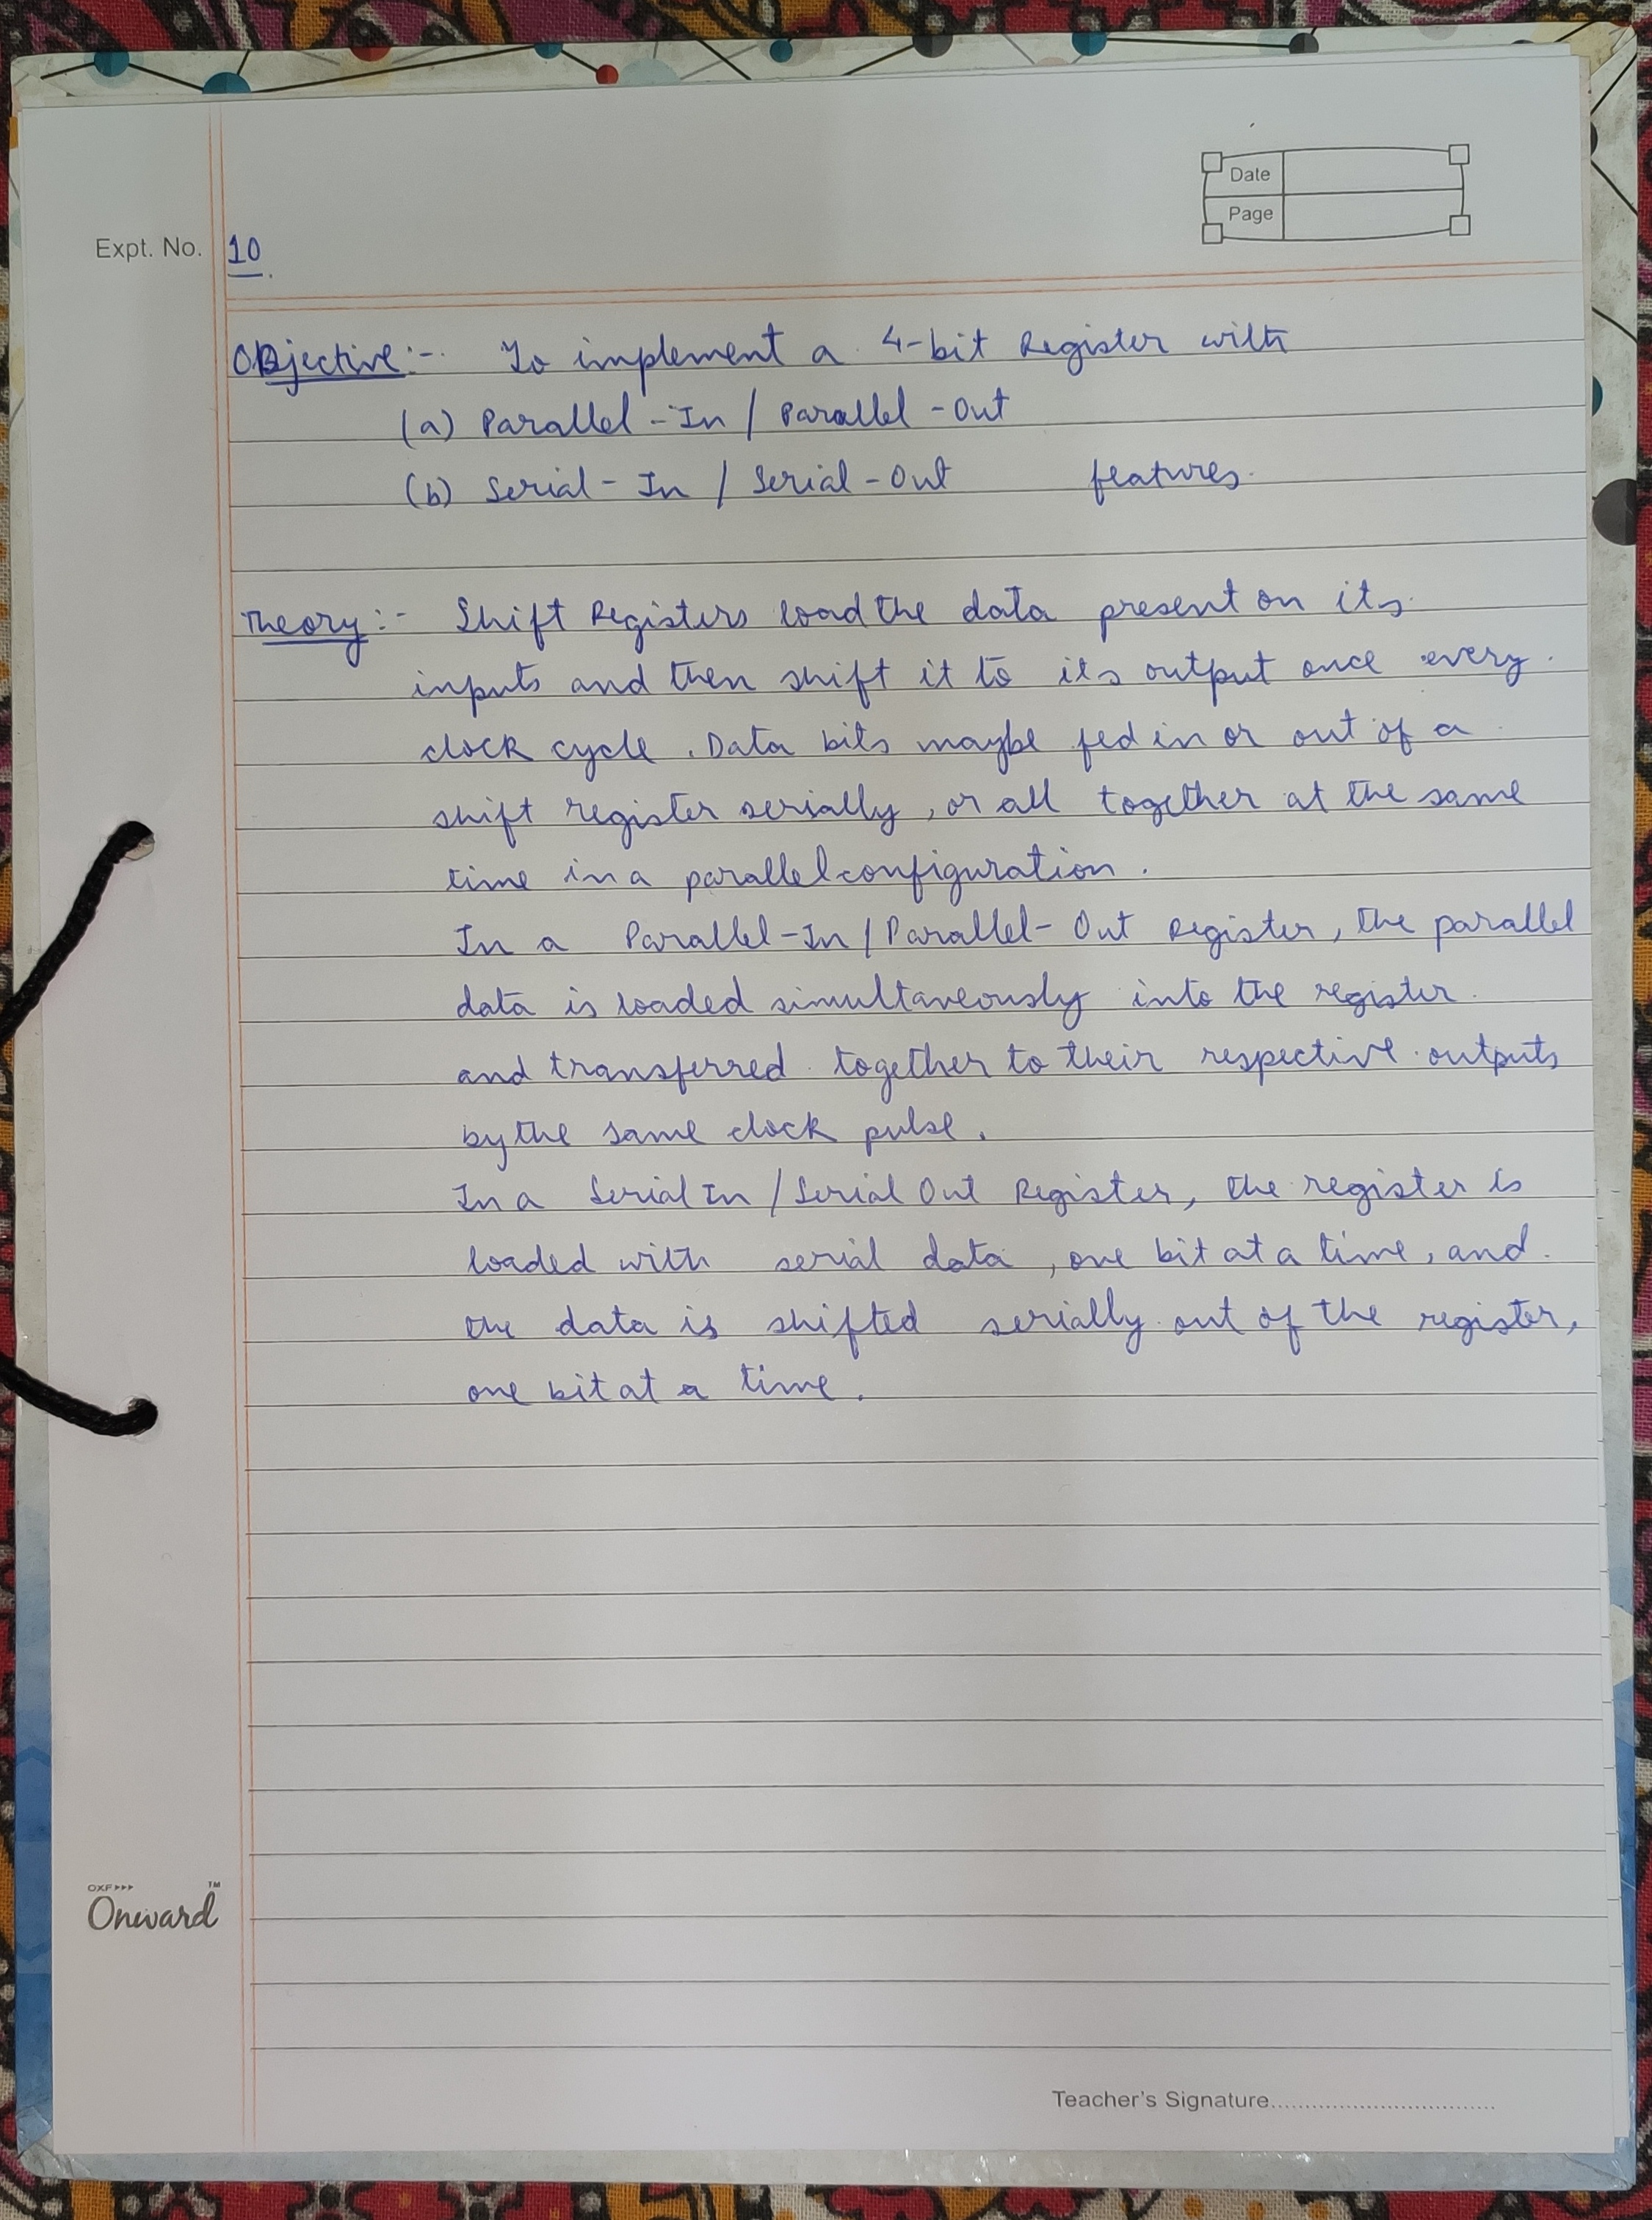 Date
Page
Expt. No. 10.
Objective:- To implement a 4-bit Register with
(a) Parallel-In / Parallel-Out
(b) Serial-In / Serial-Out features.
Theory:- Shift Registers load the data present on its
inputs and then shift it to its output once every
clock cycle. Data bits maybe fed in or out of a
shift register serially, or all together at the same
time in a parallel configuration.
In a Parallel-In/Parallel-Out Register, the parallel
data is loaded simultaneously into the register
and transferred together to their respective outputs
by the same clock pulse.
In a Serial In/Serial Out Register, the register is
loaded with serial data, one bit at a time, and
the data is shifted serially out of the register,
one bit at a time.
OXF>>>
Onward TM
Teacher's Signature..................................